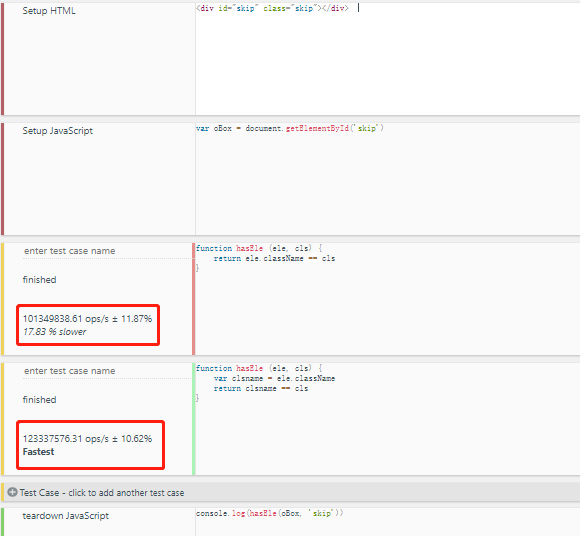 Setup HTML
<div id="skip" class="skip"></div>
Setup JavaScript
var oBox = document.getElementById('skip')
enter test case name
function hasEle (ele, cls) {
return ele.className == cls
}
finished
101349838.61 ops/s ± 11.87%
17.83 % slower
enter test case name
function hasEle (ele, cls) {
var clsname = ele.className
return clsname == cls
}
finished
123337576.31 ops/s ± 10.62%
Fastest
Test Case - click to add another test case
teardown JavaScript
console.log(hasEle(oBox, 'skip'))